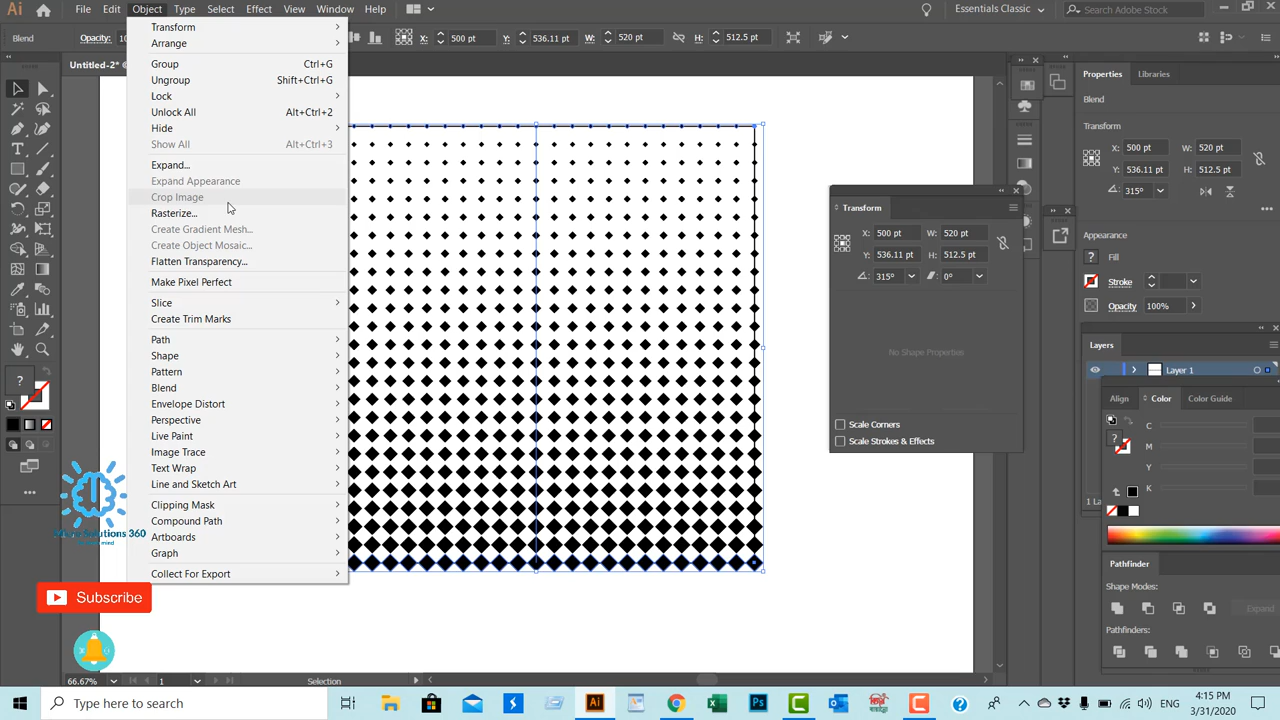 Ai File Edit Object Type Select Effect View Window Help Essentials Classic Search Adobe Stock
Blend Opacity: X: 500 pt Y: 536.11 pt W: 520 pt H: 512.5 pt
Untitled-2*
Transform
Arrange
Group Ctrl+G
Ungroup Shift+Ctrl+G
Lock
Unlock All Alt+Ctrl+2
Hide
Show All Alt+Ctrl+3
Expand...
Expand Appearance
Crop Image
Rasterize...
Create Gradient Mesh...
Create Object Mosaic...
Flatten Transparency...
Make Pixel Perfect
Slice
Create Trim Marks
Path
Shape
Pattern
Blend
Envelope Distort
Perspective
Live Paint
Image Trace
Text Wrap
Line and Sketch Art
Clipping Mask
Compound Path
Artboards
Graph
Collect For Export
Transform
X: 500 pt W: 520 pt
Y: 536.11 pt H: 512.5 pt
315° 0°
No Shape Properties
Scale Corners
Scale Strokes & Effects
Properties Libraries
Blend
Transform
X: 500 pt W: 520 pt
Y: 536.11 pt H: 512.5 pt
315°
Appearance
? Fill
Stroke
Opacity 100%
Layers
Layer 1
Align Color Color Guide
? C
M
Y
K
Pathfinder
Shape Modes:
Expand
Pathfinders:
?
Solutions 360
Subscribe
66.67% 1 Selection
Type here to search
ENG 4:15 PM
3/31/2020